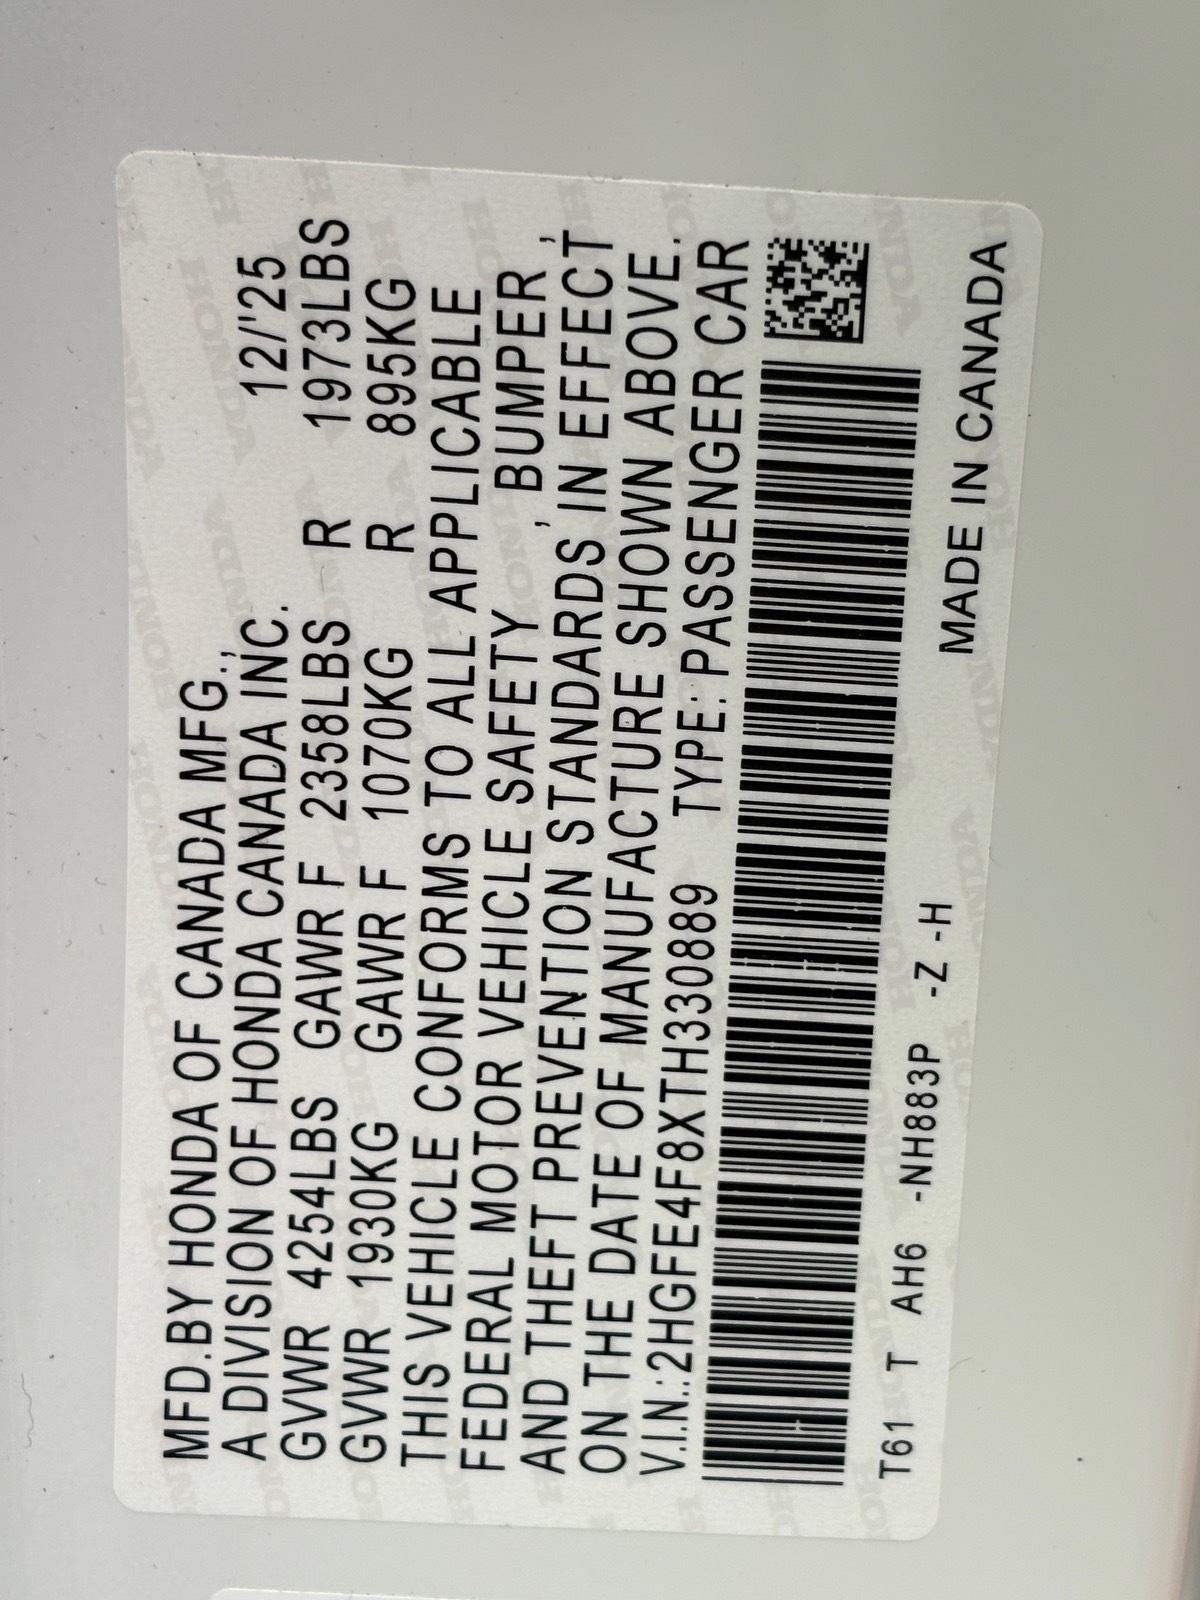 MFD.BY HONDA OF CANADA MFG.,
A DIVISION OF HONDA CANADA INC. 12/'25
GVWR 4254LBS GAWR F 2358LBS R 1973LBS
GVWR 1930KG GAWR F 1070KG R 895KG
THIS VEHICLE CONFORMS TO ALL APPLICABLE
FEDERAL MOTOR VEHICLE SAFETY , BUMPER ,
AND THEFT PREVENTION STANDARDS IN EFFECT
ON THE DATE OF MANUFACTURE SHOWN ABOVE.
V.I.N.:2HGFE4F8XTH330889 TYPE: PASSENGER CAR
T61 T AH6 -NH883P -Z -H MADE IN CANADA